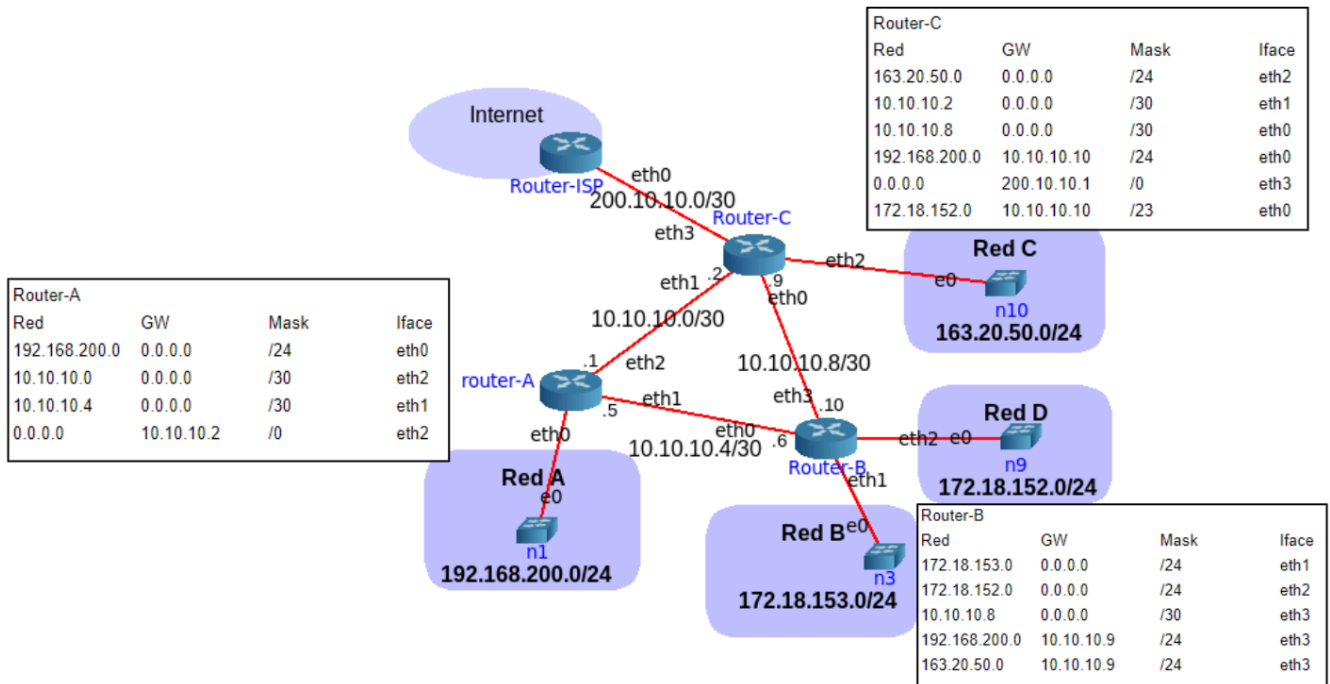 Router-C
Red GW Mask Iface
163.20.50.0 0.0.0.0 /24 eth2
10.10.10.2 0.0.0.0 /30 eth1
10.10.10.8 0.0.0.0 /30 eth0
192.168.200.0 10.10.10.10 /24 eth0
0.0.0.0 200.10.10.1 /0 eth3
172.18.152.0 10.10.10.10 /23 eth0
Internet
Router-ISP
eth0
200.10.10.0/30
Router-C
eth3
eth1
.2
.9
eth0
eth2
Red C
e0
n10
163.20.50.0/24
10.10.10.0/30
10.10.10.8/30
Router-A
Red GW Mask Iface
192.168.200.0 0.0.0.0 /24 eth0
10.10.10.0 0.0.0.0 /30 eth2
10.10.10.4 0.0.0.0 /30 eth1
0.0.0.0 10.10.10.2 /0 eth2
router-A
.1
eth2
eth1
.5
eth0
10.10.10.4/30
eth0
.6
eth3
.10
Router-B
eth2
eth1
Red D
e0
n9
172.18.152.0/24
Red A
e0
n1
192.168.200.0/24
Red B
e0
n3
172.18.153.0/24
Router-B
Red GW Mask Iface
172.18.153.0 0.0.0.0 /24 eth1
172.18.152.0 0.0.0.0 /24 eth2
10.10.10.8 0.0.0.0 /30 eth3
192.168.200.0 10.10.10.9 /24 eth3
163.20.50.0 10.10.10.9 /24 eth3